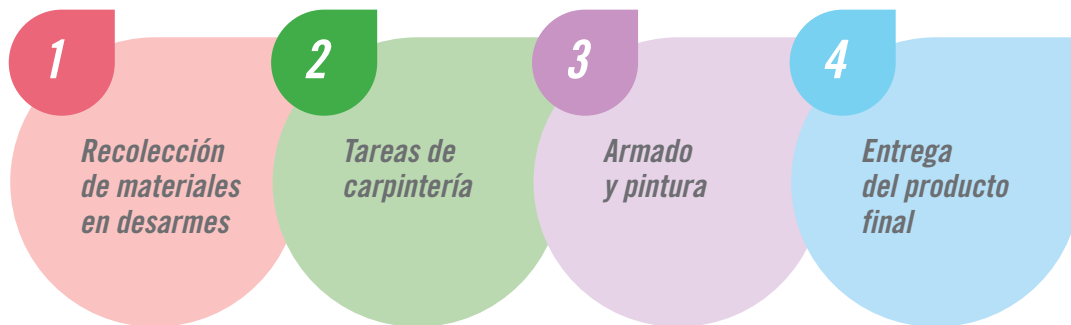 1
Recolección
de materiales
en desarmes
2
Tareas de
carpintería
3
Armado
y pintura
4
Entrega
del producto
final